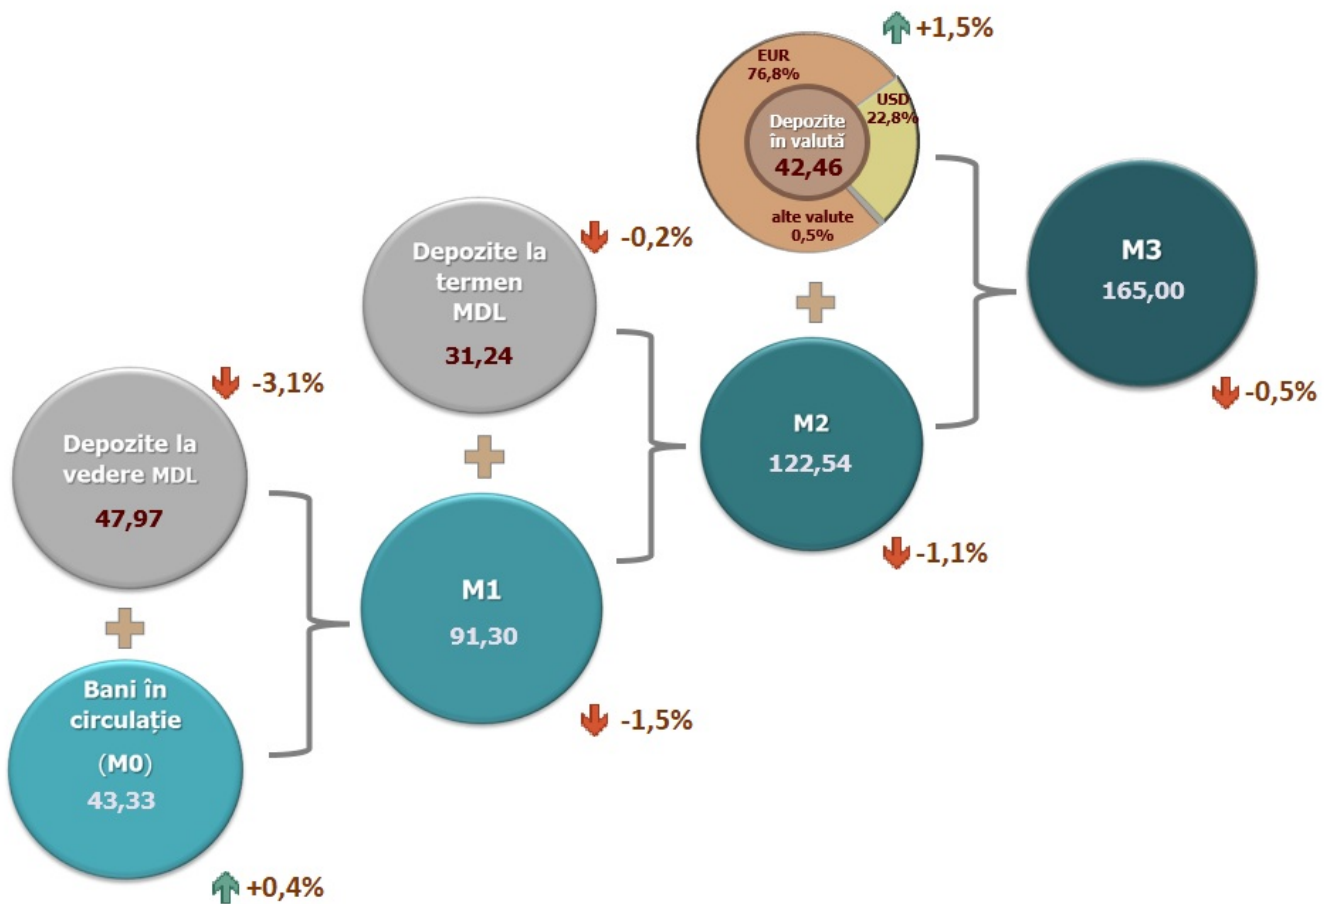 +1,5%
EUR
76,8%
USD
22,8%
Depozite
în valută
42,46
alte valute
0,5%
Depozite la
termen
MDL
31,24
-0,2%
M3
165,00
-0,5%
Depozite la
vedere MDL
47,97
-3,1%
M2
122,54
-1,1%
M1
91,30
-1,5%
Bani în
circulație
(M0)
43,33
+0,4%